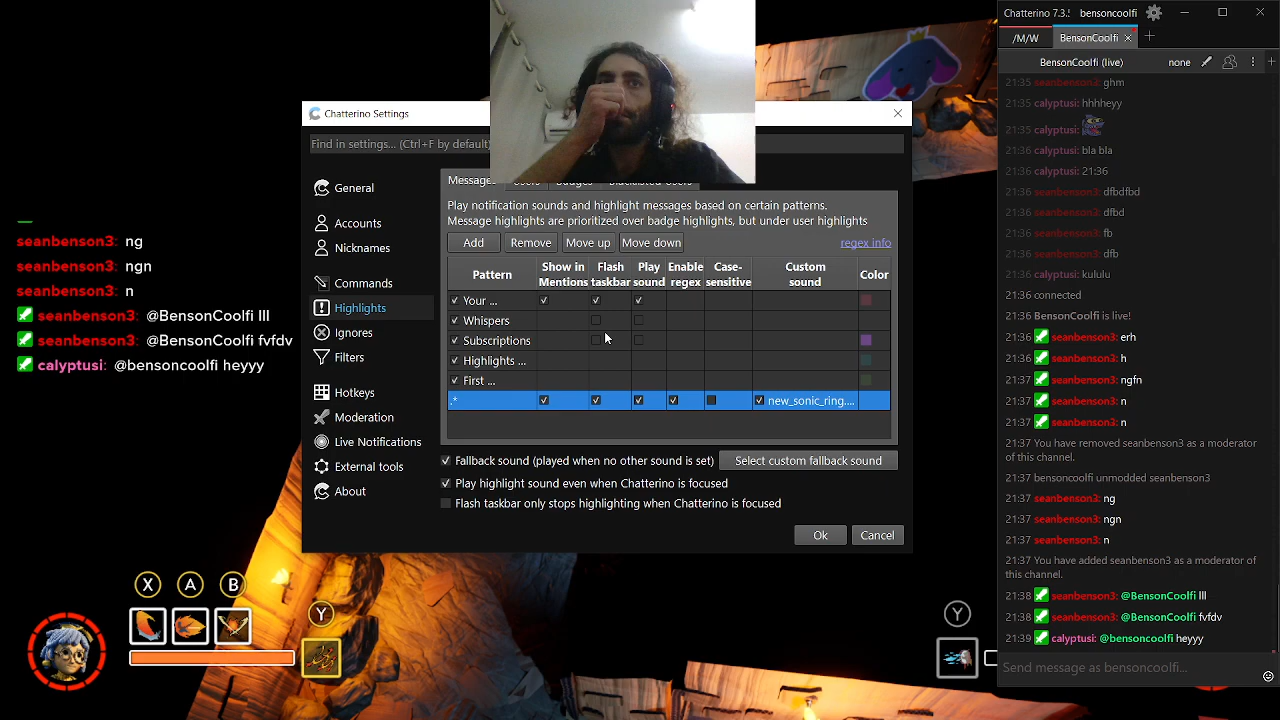 seanbenson3: ng
seanbenson3: ngn
seanbenson3: n
seanbenson3: @BensonCoolfi lll
seanbenson3: @BensonCoolfi fvfdv
calyptusi: @bensoncoolfi heyyy
Chatterino Settings
Find in settings... (Ctrl+F by default)
General
Accounts
Nicknames
Commands
Highlights
Ignores
Filters
Hotkeys
Moderation
Live Notifications
External tools
About
Play notification sounds and highlight messages based on certain patterns.
Message highlights are prioritized over badge highlights, but under user highlights
Add Remove Move up Move down regex info
Pattern Show in Mentions Flash taskbar Play sound Enable regex Case-sensitive Custom sound Color
Your ...
Whispers
Subscriptions
Highlights ...
First ...
.* new_sonic_ring....
Fallback sound (played when no other sound is set) Select custom fallback sound
Play highlight sound even when Chatterino is focused
Flash taskbar only stops highlighting when Chatterino is focused
Ok Cancel
X A B
Y
Y
Chatterino 7.3.! bensoncoolfi
/M/W BensonCoolfi
BensonCoolfi (live) none
21:35 seanbenson3: ghm
21:35 calyptusi: hhhheyy
21:35 calyptusi:
21:36 calyptusi: bla bla
21:36 calyptusi: 21:36
21:36 seanbenson3: dfbdfbd
21:36 seanbenson3: dfbd
21:36 seanbenson3: fb
21:36 seanbenson3: dfb
21:36 calyptusi: kululu
21:36 connected
21:36 BensonCoolfi is live!
21:36 seanbenson3: erh
21:36 seanbenson3: h
21:37 seanbenson3: ngfn
21:37 seanbenson3: n
21:37 seanbenson3: n
21:37 You have removed seanbenson3 as a moderator
of this channel.
21:37 bensoncoolfi unmodded seanbenson3
21:37 seanbenson3: ng
21:37 seanbenson3: ngn
21:37 seanbenson3: n
21:37 You have added seanbenson3 as a moderator of
this channel.
21:38 seanbenson3: @BensonCoolfi lll
21:38 seanbenson3: @BensonCoolfi fvfdv
21:39 calyptusi: @bensoncoolfi heyyy
Send message as bensoncoolfi...